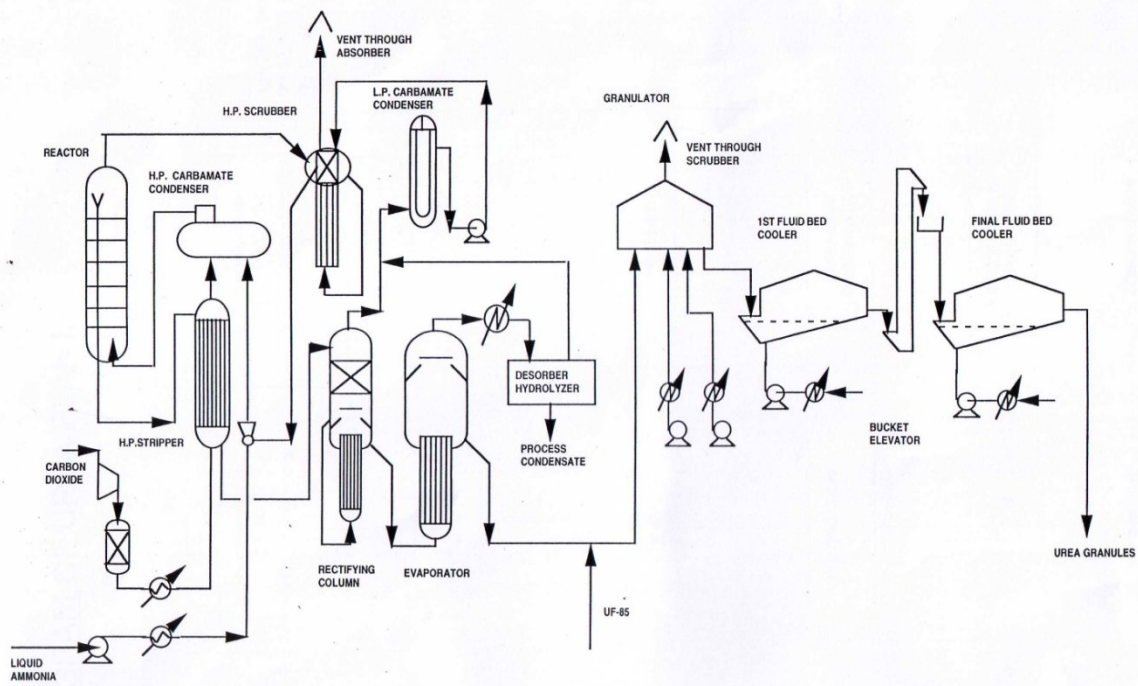 VENT THROUGH
ABSORBER
L.P. CARBAMATE
CONDENSER
H.P. SCRUBBER
GRANULATOR
REACTOR
H.P. CARBAMATE
CONDENSER
VENT THROUGH
SCRUBBER
1ST FLUID BED
COOLER
FINAL FLUID BED
COOLER
DESORBER
HYDROLYZER
H.P.STRIPPER
PROCESS
CONDENSATE
BUCKET
ELEVATOR
CARBON
DIOXIDE
RECTIFYING
COLUMN
EVAPORATOR
UREA GRANULES
UF-85
LIQUID
AMMONIA